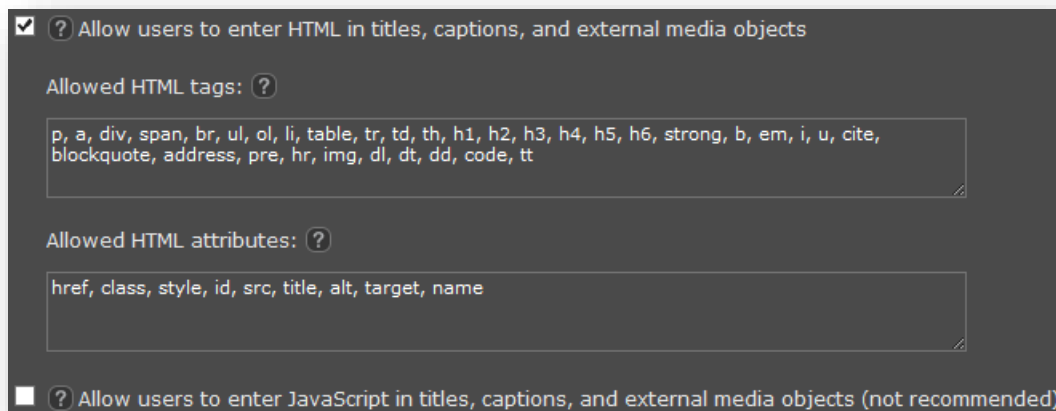 ? Allow users to enter HTML in titles, captions, and external media objects
Allowed HTML tags: ?
p, a, div, span, br, ul, ol, li, table, tr, td, th, h1, h2, h3, h4, h5, h6, strong, b, em, i, u, cite,
blockquote, address, pre, hr, img, dl, dt, dd, code, tt
Allowed HTML attributes: ?
href, class, style, id, src, title, alt, target, name
? Allow users to enter JavaScript in titles, captions, and external media objects (not recommended)